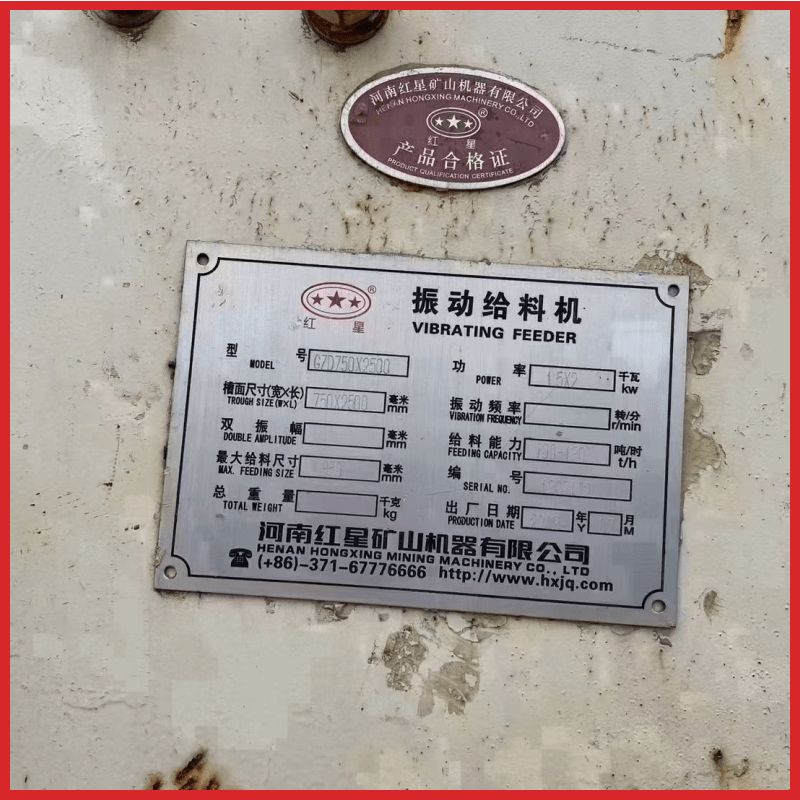 河南红星矿山机器有限公司
HENAN HONGXING MACHINERY CO.,LTD
®
红 星
产品合格证
PRODUCT QUALIFICATION CERTIFICATE
®
红 星
振动给料机
VIBRATING FEEDER
型 号 MODEL GZD750X2500
功 率 POWER 1.5X2 千瓦 kw
槽面尺寸(宽X长) TROUGH SIZE(WXL) 750X2500 毫米 mm
振动频率 VIBRATION FREQUENCY 转/分 r/min
双 振 幅 DOUBLE AMPLITUDE 毫米 mm
给料能力 FEEDING CAPACITY 吨/时 t/h
最大给料尺寸 MAX. FEEDING SIZE 毫米 mm
编 号 SERIAL NO.
总 重 量 TOTAL WEIGHT 千克 kg
出厂日期 PRODUCTION DATE 年 Y 月 M
河南红星矿山机器有限公司
HENAN HONGXING MINING MACHINERY CO., LTD
☎ (+86)-371-67776666 http://www.hxjq.com